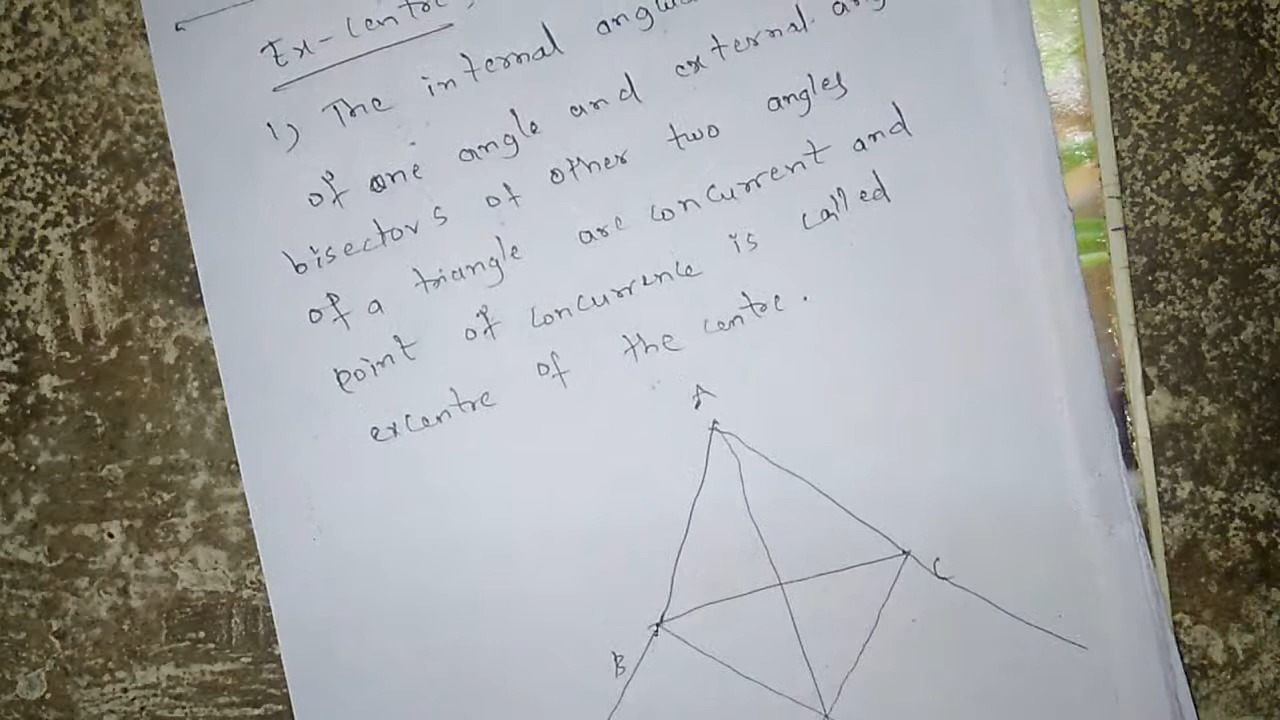 Ex-Centre
1) The internal
of one angle and external
bisectors of other two angles
of a triangle are concurrent and
point of concurrence is called
excentre of the centre.
A
B
C